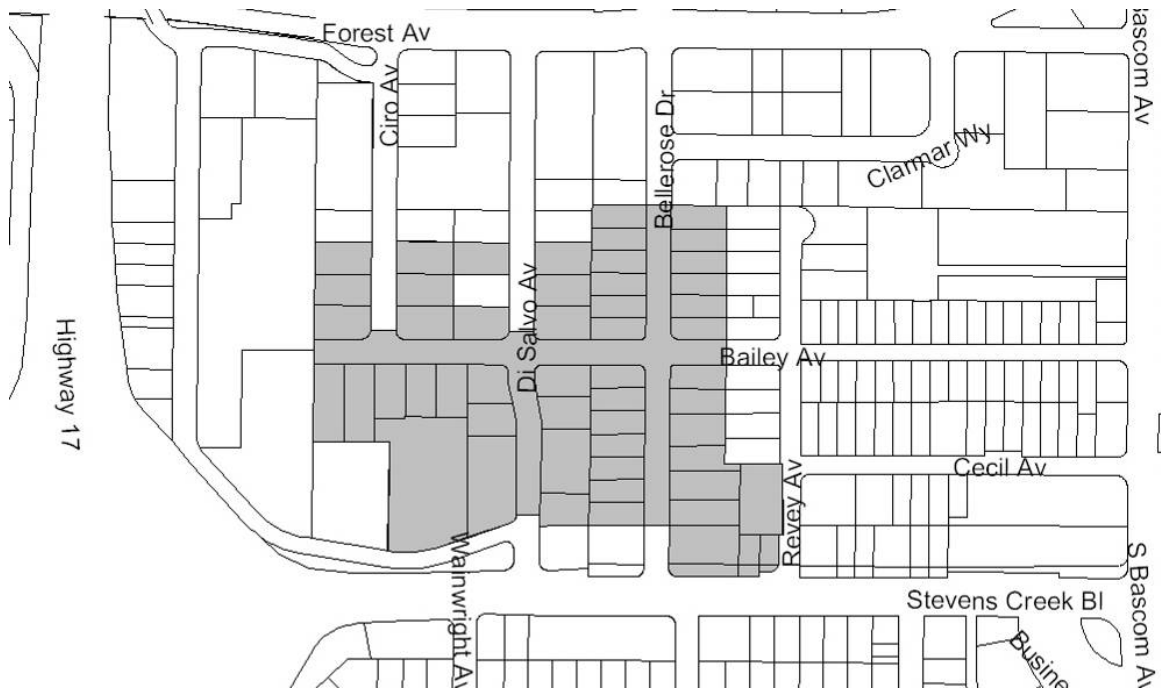 Forest Av
Bascom Av
Ciro Av
Bellerose Dr
Clarmar Wy
Di Salvo Av
Highway 17
Bailey Av
Cecil Av
Revey Av
Wainwright Av
S Bascom Av
Stevens Creek Bl
Busine